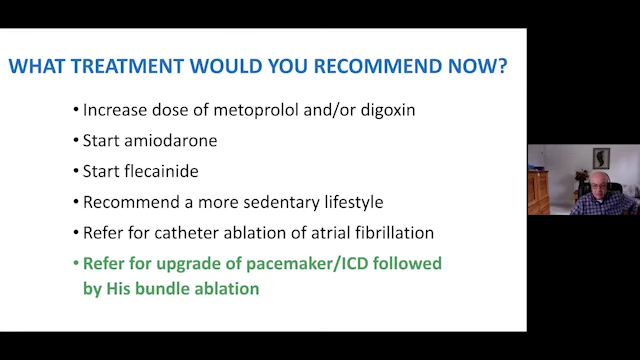 WHAT TREATMENT WOULD YOU RECOMMEND NOW?
• Increase dose of metoprolol and/or digoxin
• Start amiodarone
• Start flecainide
• Recommend a more sedentary lifestyle
• Refer for catheter ablation of atrial fibrillation
• Refer for upgrade of pacemaker/ICD followed
by His bundle ablation